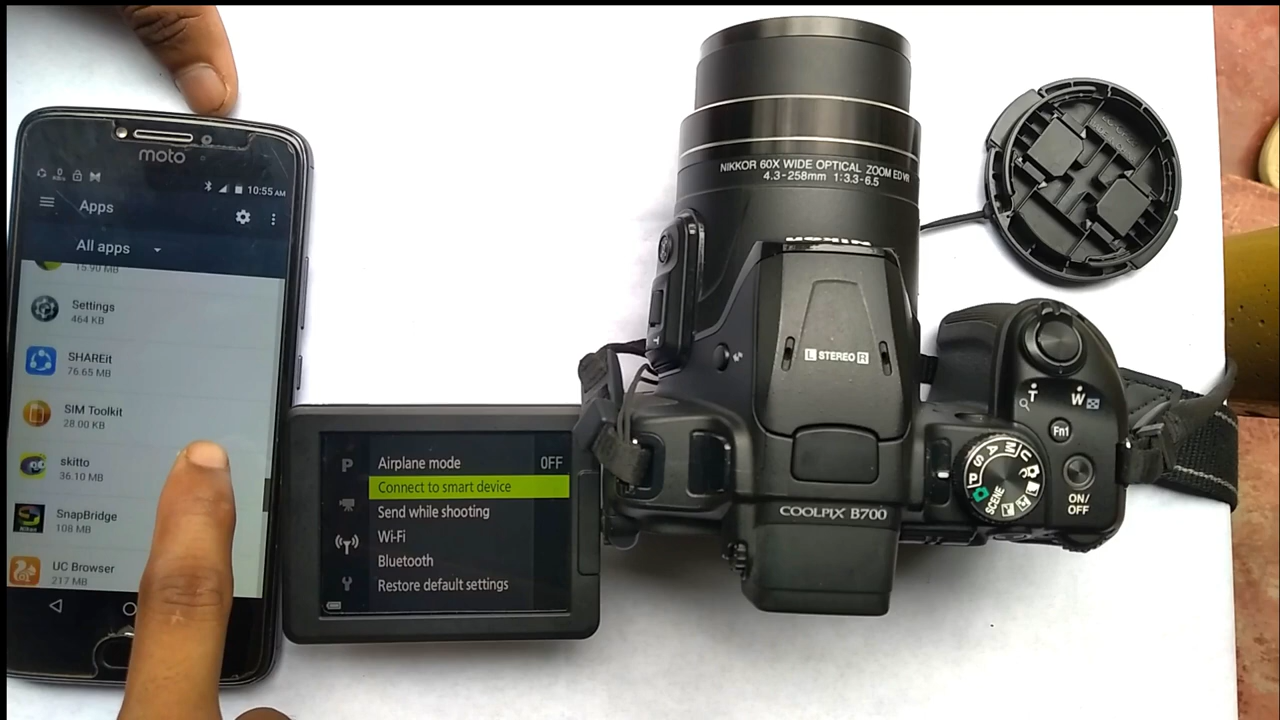 moto
10:55 AM
Apps
All apps
15.90 MB
Settings
464 KB
SHAREit
76.65 MB
SIM Toolkit
28.00 KB
skitto
36.10 MB
SnapBridge
108 MB
UC Browser
217 MB
P
Airplane mode OFF
Connect to smart device
Send while shooting
Wi-Fi
Bluetooth
Restore default settings
NIKKOR 60X WIDE OPTICAL ZOOM ED VR
4.3-258mm 1:3.3-6.5
NIKON
L STEREO R
COOLPIX B700
T W
Fn1
ON/
OFF
U M A S P
SCENE
T